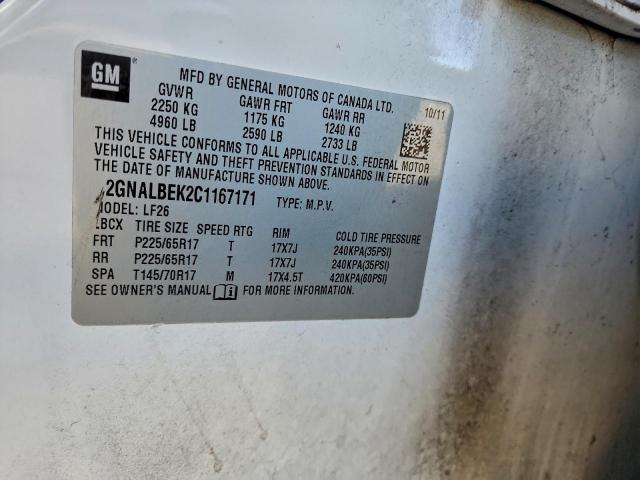 GM ®
MFD BY GENERAL MOTORS OF CANADA LTD.
GVWR GAWR FRT GAWR RR 10/11
2250 KG 1175 KG 1240 KG
4960 LB 2590 LB 2733 LB
THIS VEHICLE CONFORMS TO ALL APPLICABLE U.S. FEDERAL MOTOR
VEHICLE SAFETY AND THEFT PREVENTION STANDARDS IN EFFECT ON
THE DATE OF MANUFACTURE SHOWN ABOVE.
2GNALBEK2C1167171 TYPE: M.P.V.
MODEL: LF26
LBCX TIRE SIZE SPEED RTG RIM COLD TIRE PRESSURE
FRT P225/65R17 T 17X7J 240KPA(35PSI)
RR P225/65R17 T 17X7J 240KPA(35PSI)
SPA T145/70R17 M 17X4.5T 420KPA(60PSI)
SEE OWNER'S MANUAL FOR MORE INFORMATION.